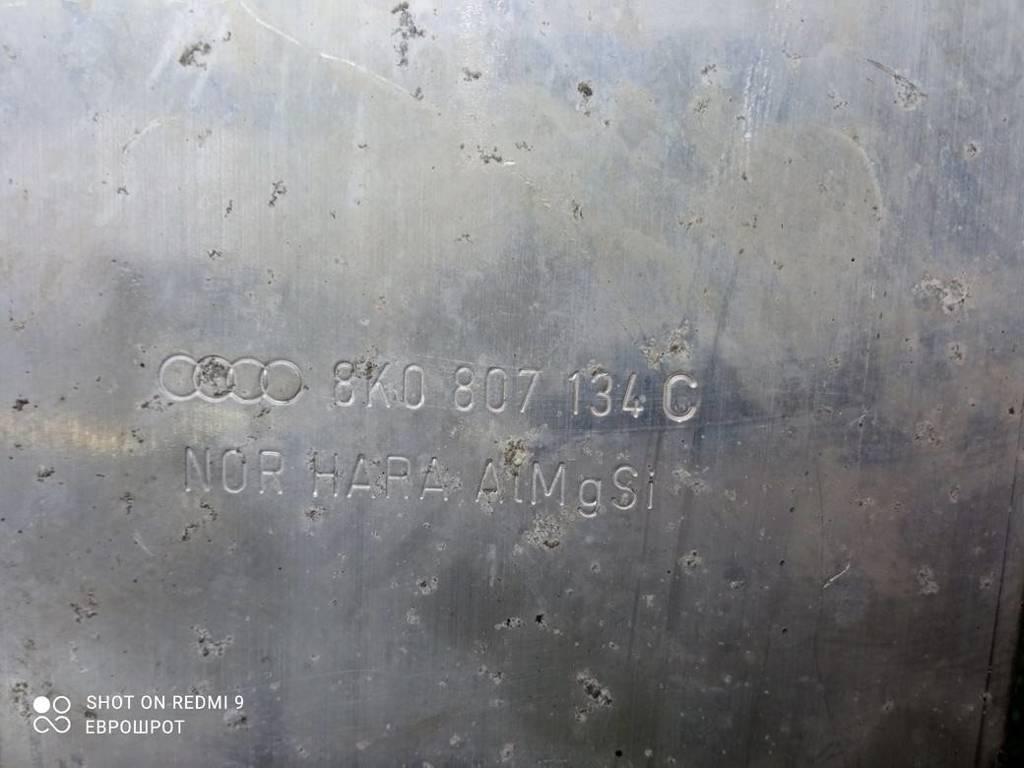 8K0 807 134 C
NOR HARA AlMgSi
SHOT ON REDMI 9
ЕВРОШРОТ